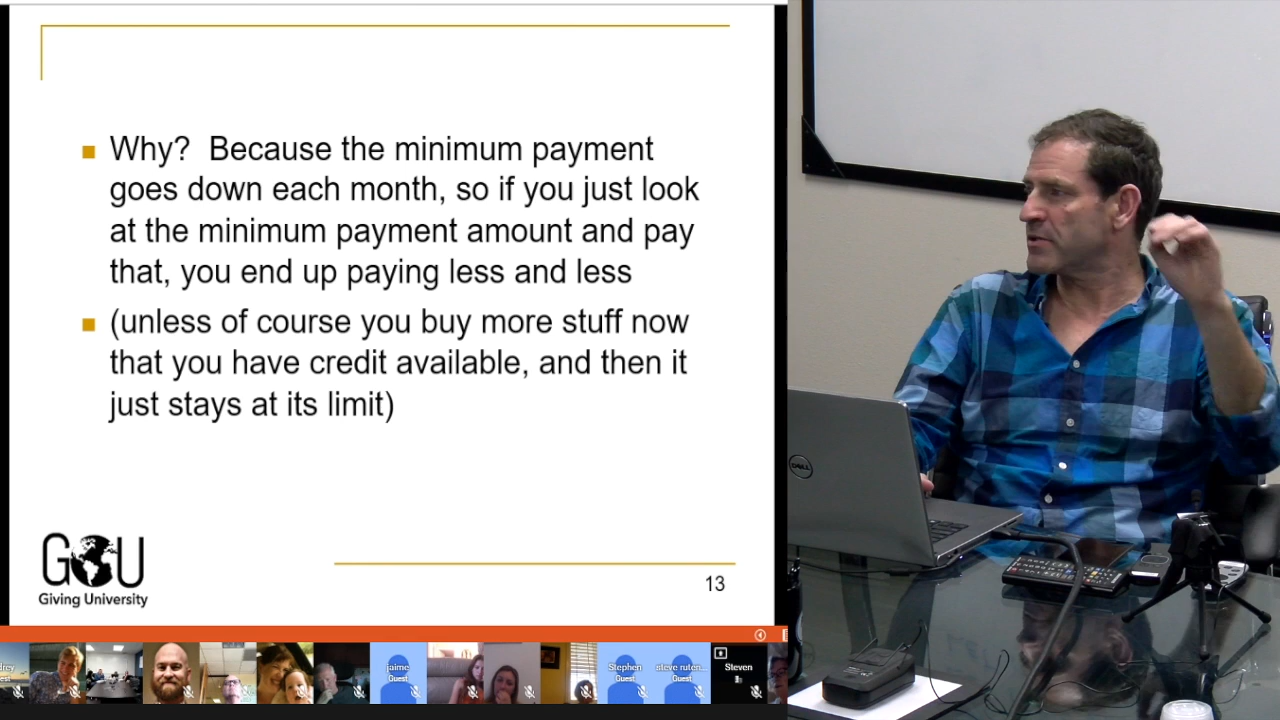 Why?  Because the minimum payment
goes down each month, so if you just look
at the minimum payment amount and pay
that, you end up paying less and less
(unless of course you buy more stuff now
that you have credit available, and then it
just stays at its limit)
GOU
Giving University
13
DELL
jaime
Guest
Stephen
Guest
steve ruten...
Guest
Steven